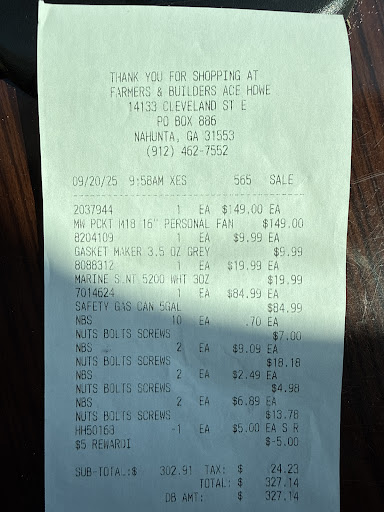 THANK YOU FOR SHOPPING AT
FARMERS & BUILDERS ACE HDWE
14133 CLEVELAND ST E
PO BOX 886
NAHUNTA, GA 31553
(912) 462-7552
09/20/25 9:58AM XES 565 SALE
2037944 1 EA $149.00 EA
MW PCKT M18 16" PERSONAL FAN $149.00
8204109 1 EA $9.99 EA
GASKET MAKER 3.5 OZ GREY $9.99
8088312 1 EA $19.99 EA
MARINE 5200 WHT 3OZ $19.99
7014624 1 EA $84.99 EA
SAFETY GAS CAN 5GAL $84.99
NBS 10 EA .70 EA
NUTS BOLTS SCREWS $7.00
NBS 2 EA $9.09 EA
NUTS BOLTS SCREWS $18.18
NBS 2 EA $2.49 EA
NUTS BOLTS SCREWS $4.98
NBS 2 EA $6.89 EA
NUTS BOLTS SCREWS $13.78
HH50168 -1 EA $5.00 EA S R
$5 REWARDI $-5.00
SUB-TOTAL:$ 302.91 TAX: $ 24.23
TOTAL: $ 327.14
DB AMT: $ 327.14